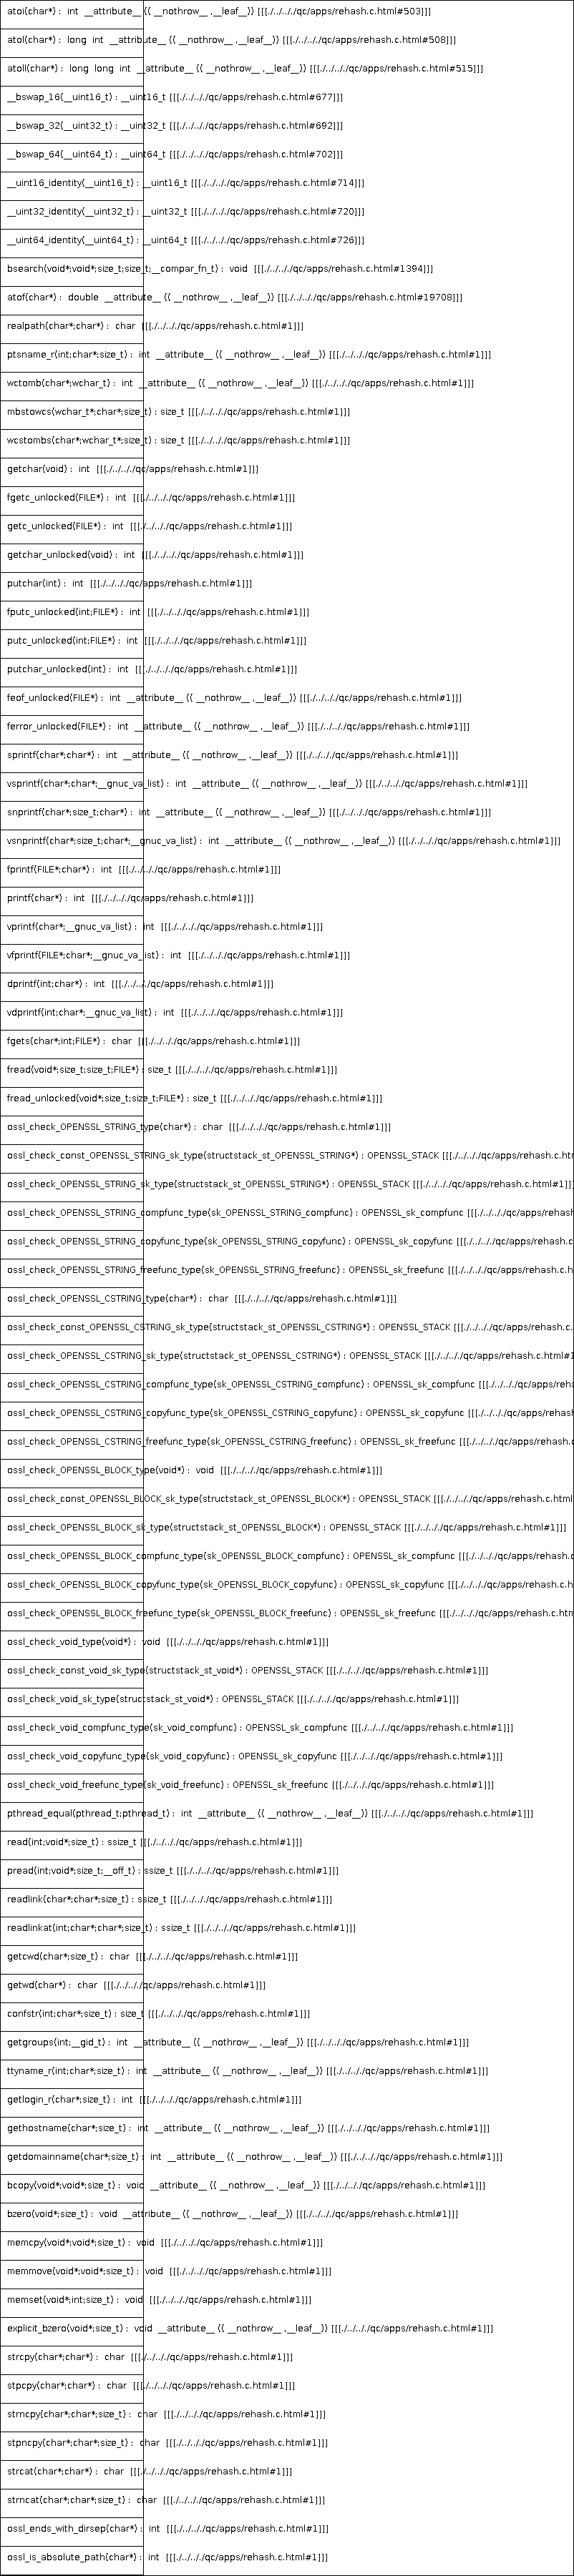 atoi(char*) : int __attribute__ (( __nothrow__ ,__leaf__)) [[[./../../qc/apps/rehash.c.html#503]]]
atol(char*) : long int __attribute__ (( __nothrow__ ,__leaf__)) [[[./../../qc/apps/rehash.c.html#508]]]
atoll(char*) : long long int __attribute__ (( __nothrow__ ,__leaf__)) [[[./../../qc/apps/rehash.c.html#515]]]
__bswap_16(__uint16_t) : __uint16_t [[[./../../qc/apps/rehash.c.html#677]]]
__bswap_32(__uint32_t) : __uint32_t [[[./../../qc/apps/rehash.c.html#692]]]
__bswap_64(__uint64_t) : __uint64_t [[[./../../qc/apps/rehash.c.html#702]]]
__uint16_identity(__uint16_t) : __uint16_t [[[./../../qc/apps/rehash.c.html#714]]]
__uint32_identity(__uint32_t) : __uint32_t [[[./../../qc/apps/rehash.c.html#720]]]
__uint64_identity(__uint64_t) : __uint64_t [[[./../../qc/apps/rehash.c.html#726]]]
bsearch(void*;void*;size_t;size_t;__compar_fn_t) : void [[[./../../qc/apps/rehash.c.html#1394]]]
atof(char*) : double __attribute__ (( __nothrow__ ,__leaf__)) [[[./../../qc/apps/rehash.c.html#19708]]]
realpath(char*;char*) : char [[[./../../qc/apps/rehash.c.html#1]]]
ptsname_r(int;char*;size_t) : int __attribute__ (( __nothrow__ ,__leaf__)) [[[./../../qc/apps/rehash.c.html#1]]]
wctomb(char*;wchar_t) : int __attribute__ (( __nothrow__ ,__leaf__)) [[[./../../qc/apps/rehash.c.html#1]]]
mbstowcs(wchar_t*;char*;size_t) : size_t [[[./../../qc/apps/rehash.c.html#1]]]
wcstombs(char*;wchar_t*;size_t) : size_t [[[./../../qc/apps/rehash.c.html#1]]]
getchar(void) : int [[[./../../qc/apps/rehash.c.html#1]]]
fgetc_unlocked(FILE*) : int [[[./../../qc/apps/rehash.c.html#1]]]
getc_unlocked(FILE*) : int [[[./../../qc/apps/rehash.c.html#1]]]
getchar_unlocked(void) : int [[[./../../qc/apps/rehash.c.html#1]]]
putchar(int) : int [[[./../../qc/apps/rehash.c.html#1]]]
fputc_unlocked(int;FILE*) : int [[[./../../qc/apps/rehash.c.html#1]]]
putc_unlocked(int;FILE*) : int [[[./../../qc/apps/rehash.c.html#1]]]
putchar_unlocked(int) : int [[[./../../qc/apps/rehash.c.html#1]]]
feof_unlocked(FILE*) : int __attribute__ (( __nothrow__ ,__leaf__)) [[[./../../qc/apps/rehash.c.html#1]]]
ferror_unlocked(FILE*) : int __attribute__ (( __nothrow__ ,__leaf__)) [[[./../../qc/apps/rehash.c.html#1]]]
sprintf(char*;char*) : int __attribute__ (( __nothrow__ ,__leaf__)) [[[./../../qc/apps/rehash.c.html#1]]]
vsprintf(char*;char*;__gnuc_va_list) : int __attribute__ (( __nothrow__ ,__leaf__)) [[[./../../qc/apps/rehash.c.html#1]]]
snprintf(char*;size_t;char*) : int __attribute__ (( __nothrow__ ,__leaf__)) [[[./../../qc/apps/rehash.c.html#1]]]
vsnprintf(char*;size_t;char*;__gnuc_va_list) : int __attribute__ (( __nothrow__ ,__leaf__)) [[[./../../qc/apps/rehash.c.html#1]]]
fprintf(FILE*;char*) : int [[[./../../qc/apps/rehash.c.html#1]]]
printf(char*) : int [[[./../../qc/apps/rehash.c.html#1]]]
vprintf(char*;__gnuc_va_list) : int [[[./../../qc/apps/rehash.c.html#1]]]
vfprintf(FILE*;char*;__gnuc_va_list) : int [[[./../../qc/apps/rehash.c.html#1]]]
dprintf(int;char*) : int [[[./../../qc/apps/rehash.c.html#1]]]
vdprintf(int;char*;__gnuc_va_list) : int [[[./../../qc/apps/rehash.c.html#1]]]
fgets(char*;int;FILE*) : char [[[./../../qc/apps/rehash.c.html#1]]]
fread(void*;size_t;size_t;FILE*) : size_t [[[./../../qc/apps/rehash.c.html#1]]]
fread_unlocked(void*;size_t;size_t;FILE*) : size_t [[[./../../qc/apps/rehash.c.html#1]]]
ossl_check_OPENSSL_STRING_type(char*) : char [[[./../../qc/apps/rehash.c.html#1]]]
ossl_check_const_OPENSSL_STRING_sk_type(structstack_st_OPENSSL_STRING*) : OPENSSL_STACK [[[./../../qc/apps/rehash.c.htm
ossl_check_OPENSSL_STRING_sk_type(structstack_st_OPENSSL_STRING*) : OPENSSL_STACK [[[./../../qc/apps/rehash.c.html#1]]]
ossl_check_OPENSSL_STRING_compfunc_type(sk_OPENSSL_STRING_compfunc) : OPENSSL_sk_compfunc [[[./../../qc/apps/rehash
ossl_check_OPENSSL_STRING_copyfunc_type(sk_OPENSSL_STRING_copyfunc) : OPENSSL_sk_copyfunc [[[./../../qc/apps/rehash.c
ossl_check_OPENSSL_STRING_freefunc_type(sk_OPENSSL_STRING_freefunc) : OPENSSL_sk_freefunc [[[./../../qc/apps/rehash.c.h
ossl_check_OPENSSL_CSTRING_type(char*) : char [[[./../../qc/apps/rehash.c.html#1]]]
ossl_check_const_OPENSSL_CSTRING_sk_type(structstack_st_OPENSSL_CSTRING*) : OPENSSL_STACK [[[./../../qc/apps/rehash.c.
ossl_check_OPENSSL_CSTRING_sk_type(structstack_st_OPENSSL_CSTRING*) : OPENSSL_STACK [[[./../../qc/apps/rehash.c.html#1
ossl_check_OPENSSL_CSTRING_compfunc_type(sk_OPENSSL_CSTRING_compfunc) : OPENSSL_sk_compfunc [[[./../../qc/apps/reha
ossl_check_OPENSSL_CSTRING_copyfunc_type(sk_OPENSSL_CSTRING_copyfunc) : OPENSSL_sk_copyfunc [[[./../../qc/apps/rehash
ossl_check_OPENSSL_CSTRING_freefunc_type(sk_OPENSSL_CSTRING_freefunc) : OPENSSL_sk_freefunc [[[./../../qc/apps/rehash.c
ossl_check_OPENSSL_BLOCK_type(void*) : void [[[./../../qc/apps/rehash.c.html#1]]]
ossl_check_const_OPENSSL_BLOCK_sk_type(structstack_st_OPENSSL_BLOCK*) : OPENSSL_STACK [[[./../../qc/apps/rehash.c.html
ossl_check_OPENSSL_BLOCK_sk_type(structstack_st_OPENSSL_BLOCK*) : OPENSSL_STACK [[[./../../qc/apps/rehash.c.html#1]]]
ossl_check_OPENSSL_BLOCK_compfunc_type(sk_OPENSSL_BLOCK_compfunc) : OPENSSL_sk_compfunc [[[./../../qc/apps/rehash.c
ossl_check_OPENSSL_BLOCK_copyfunc_type(sk_OPENSSL_BLOCK_copyfunc) : OPENSSL_sk_copyfunc [[[./../../qc/apps/rehash.c.h
ossl_check_OPENSSL_BLOCK_freefunc_type(sk_OPENSSL_BLOCK_freefunc) : OPENSSL_sk_freefunc [[[./../../qc/apps/rehash.c.htm
ossl_check_void_type(void*) : void [[[./../../qc/apps/rehash.c.html#1]]]
ossl_check_const_void_sk_type(structstack_st_void*) : OPENSSL_STACK [[[./../../qc/apps/rehash.c.html#1]]]
ossl_check_void_sk_type(structstack_st_void*) : OPENSSL_STACK [[[./../../qc/apps/rehash.c.html#1]]]
ossl_check_void_compfunc_type(sk_void_compfunc) : OPENSSL_sk_compfunc [[[./../../qc/apps/rehash.c.html#1]]]
ossl_check_void_copyfunc_type(sk_void_copyfunc) : OPENSSL_sk_copyfunc [[[./../../qc/apps/rehash.c.html#1]]]
ossl_check_void_freefunc_type(sk_void_freefunc) : OPENSSL_sk_freefunc [[[./../../qc/apps/rehash.c.html#1]]]
pthread_equal(pthread_t;pthread_t) : int __attribute__ (( __nothrow__ ,__leaf__)) [[[./../../qc/apps/rehash.c.html#1]]]
read(int;void*;size_t) : ssize_t [[[./../../qc/apps/rehash.c.html#1]]]
pread(int;void*;size_t;__off_t) : ssize_t [[[./../../qc/apps/rehash.c.html#1]]]
readlink(char*;char*;size_t) : ssize_t [[[./../../qc/apps/rehash.c.html#1]]]
readlinkat(int;char*;char*;size_t) : ssize_t [[[./../../qc/apps/rehash.c.html#1]]]
getcwd(char*;size_t) : char [[[./../../qc/apps/rehash.c.html#1]]]
getwd(char*) : char [[[./../../qc/apps/rehash.c.html#1]]]
confstr(int;char*;size_t) : size_t [[[./../../qc/apps/rehash.c.html#1]]]
getgroups(int;__gid_t) : int __attribute__ (( __nothrow__ ,__leaf__)) [[[./../../qc/apps/rehash.c.html#1]]]
ttyname_r(int;char*;size_t) : int __attribute__ (( __nothrow__ ,__leaf__)) [[[./../../qc/apps/rehash.c.html#1]]]
getlogin_r(char*;size_t) : int [[[./../../qc/apps/rehash.c.html#1]]]
gethostname(char*;size_t) : int __attribute__ (( __nothrow__ ,__leaf__)) [[[./../../qc/apps/rehash.c.html#1]]]
getdomainname(char*;size_t) : int __attribute__ (( __nothrow__ ,__leaf__)) [[[./../../qc/apps/rehash.c.html#1]]]
bcopy(void*;void*;size_t) : void __attribute__ (( __nothrow__ ,__leaf__)) [[[./../../qc/apps/rehash.c.html#1]]]
bzero(void*;size_t) : void __attribute__ (( __nothrow__ ,__leaf__)) [[[./../../qc/apps/rehash.c.html#1]]]
memcpy(void*;void*;size_t) : void [[[./../../qc/apps/rehash.c.html#1]]]
memmove(void*;void*;size_t) : void [[[./../../qc/apps/rehash.c.html#1]]]
memset(void*;int;size_t) : void [[[./../../qc/apps/rehash.c.html#1]]]
explicit_bzero(void*;size_t) : void __attribute__ (( __nothrow__ ,__leaf__)) [[[./../../qc/apps/rehash.c.html#1]]]
strcpy(char*;char*) : char [[[./../../qc/apps/rehash.c.html#1]]]
stpcpy(char*;char*) : char [[[./../../qc/apps/rehash.c.html#1]]]
strncpy(char*;char*;size_t) : char [[[./../../qc/apps/rehash.c.html#1]]]
stpncpy(char*;char*;size_t) : char [[[./../../qc/apps/rehash.c.html#1]]]
strcat(char*;char*) : char [[[./../../qc/apps/rehash.c.html#1]]]
strncat(char*;char*;size_t) : char [[[./../../qc/apps/rehash.c.html#1]]]
ossl_ends_with_dirsep(char*) : int [[[./../../qc/apps/rehash.c.html#1]]]
ossl_is_absolute_path(char*) : int [[[./../../qc/apps/rehash.c.html#1]]]